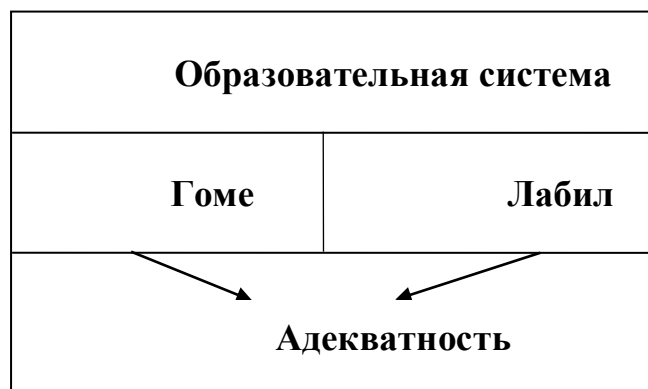 Образовательная система
Гоме Лабил
Адекватность